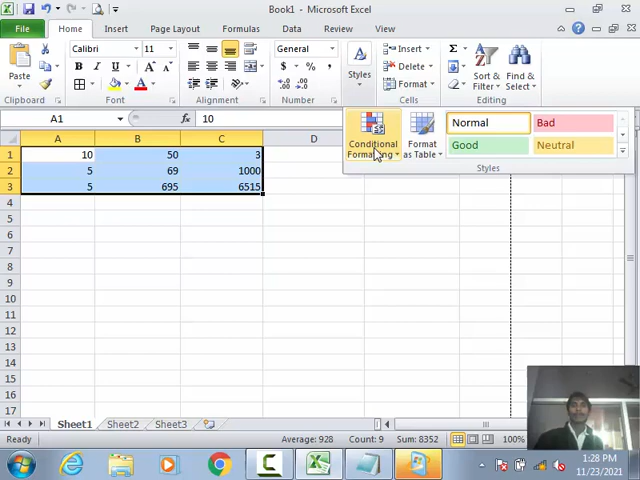 Book1 - Microsoft Excel
File Home Insert Page Layout Formulas Data Review View
Paste
Calibri 11
B I U A A
A
General
$ % ,
Styles
Insert
Delete
Format
Σ
Sort & Filter
Find & Select
Clipboard Font Alignment Number Cells
A1 fx 10
Conditional Formatting
Format as Table
Normal Bad
Good Neutral
Styles
A B C D
1 10 50 3
2 5 69 1000
3 5 695 6515
4
5
6
7
8
9
10
11
12
13
14
15
16
17
Sheet1 Sheet2 Sheet3
Ready Average: 928 Count: 9 Sum: 8352 100%
1:28 PM
11/23/2021